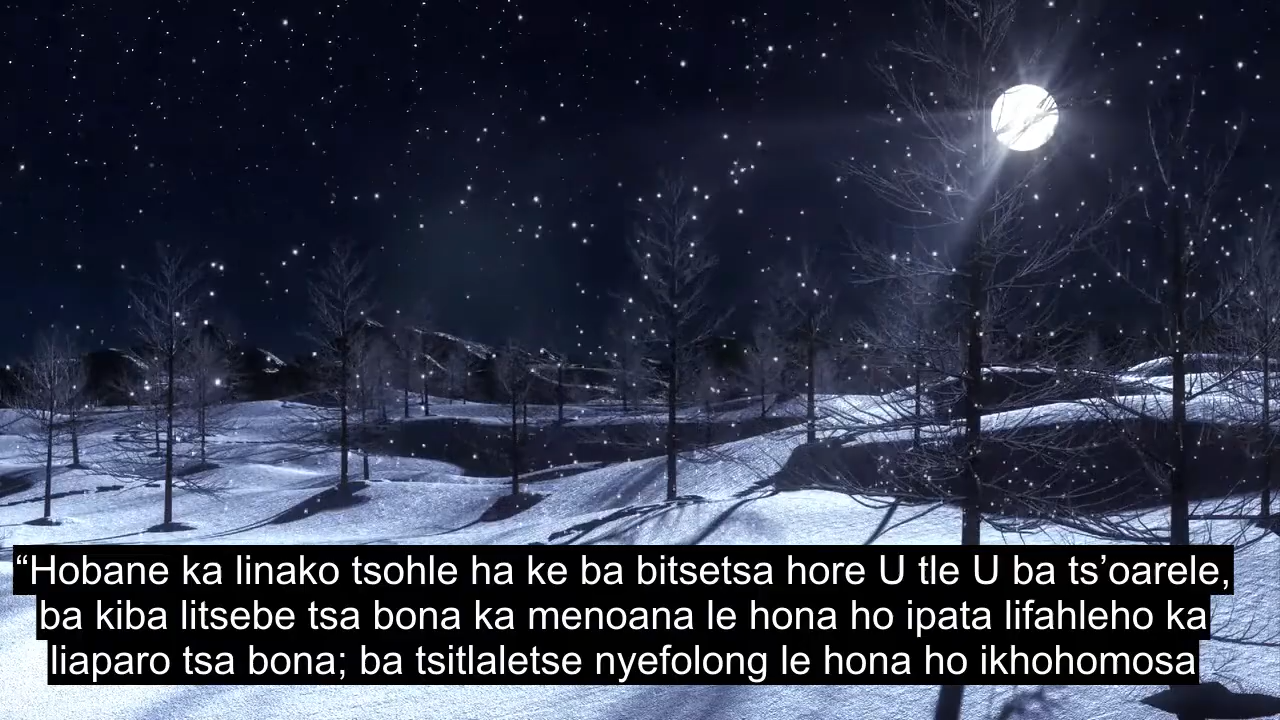 “Hobane ka linako tsohle ha ke ba bitsetsa hore U tle U ba ts’oarele,
ba kiba litsebe tsa bona ka menoana le hona ho ipata lifahleho ka
liaparo tsa bona; ba tsitlaletse nyefolong le hona ho ikhohomosa